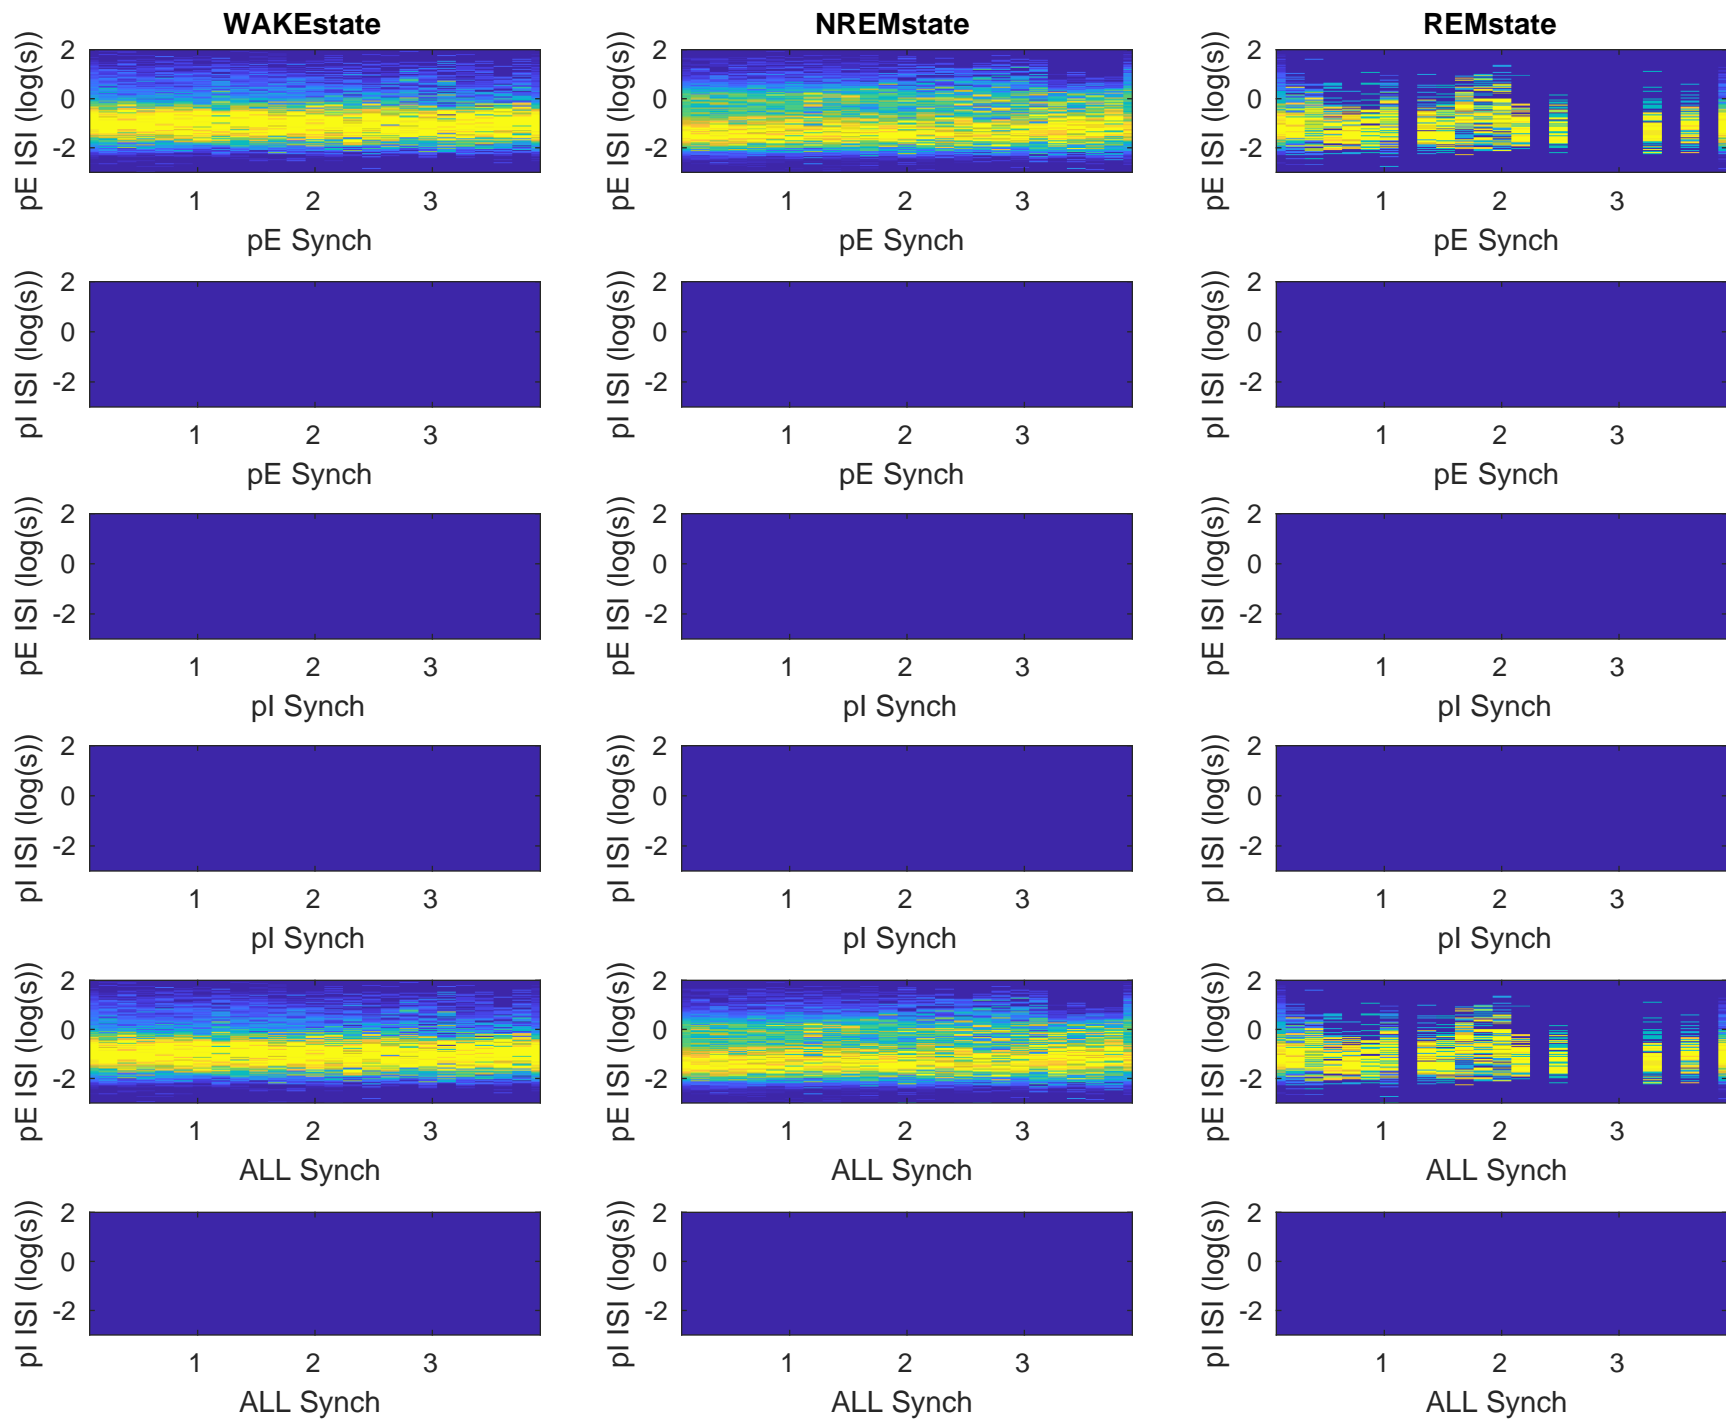 WAKEstate NREMstate REMstate
pE ISI (log(s)) 2 0 -2 pE ISI (log(s)) 2 0 -2 pE ISI (log(s)) 2 0 -2
1 2 3 1 2 3 1 2 3
pE Synch pE Synch pE Synch
pI ISI (log(s)) 2 0 -2 pI ISI (log(s)) 2 0 -2 pI ISI (log(s)) 2 0 -2
1 2 3 1 2 3 1 2 3
pE Synch pE Synch pE Synch
pE ISI (log(s)) 2 0 -2 pE ISI (log(s)) 2 0 -2 pE ISI (log(s)) 2 0 -2
1 2 3 1 2 3 1 2 3
pI Synch pI Synch pI Synch
pI ISI (log(s)) 2 0 -2 pI ISI (log(s)) 2 0 -2 pI ISI (log(s)) 2 0 -2
1 2 3 1 2 3 1 2 3
pI Synch pI Synch pI Synch
pE ISI (log(s)) 2 0 -2 pE ISI (log(s)) 2 0 -2 pE ISI (log(s)) 2 0 -2
1 2 3 1 2 3 1 2 3
ALL Synch ALL Synch ALL Synch
pI ISI (log(s)) 2 0 -2 pI ISI (log(s)) 2 0 -2 pI ISI (log(s)) 2 0 -2
1 2 3 1 2 3 1 2 3
ALL Synch ALL Synch ALL Synch